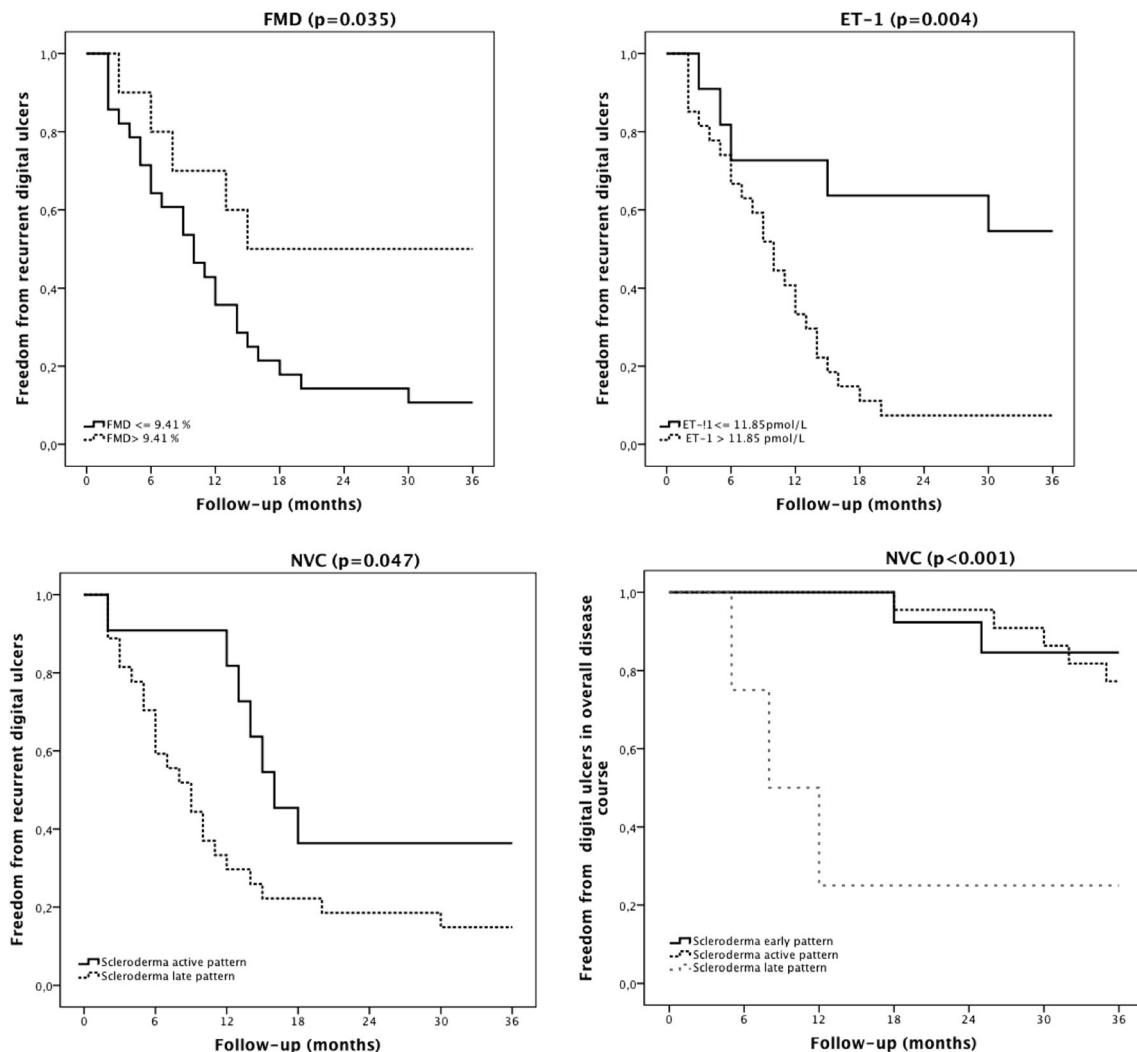 FMD (p=0.035)
Freedom from recurrent digital ulcers
1,0
0,8
0,6
0,4
0,2
0,0
FMD <= 9.41 %
FMD> 9.41 %
0 6 12 18 24 30 36
Follow-up (months)
ET-1 (p=0.004)
Freedom from recurrent digital ulcers
1,0
0,8
0,6
0,4
0,2
0,0
ET-!1<= 11.85pmol/L
ET-1 > 11.85 pmol/L
0 6 12 18 24 30 36
Follow-up (months)
NVC (p=0.047)
Freedom from recurrent digital ulcers
1,0
0,8
0,6
0,4
0,2
0,0
Scleroderma active pattern
Scleroderma late pattern
0 6 12 18 24 30 36
Follow-up (months)
NVC (p<0.001)
Freedom from digital ulcers in overall disease
course
1,0
0,8
0,6
0,4
0,2
0,0
Scleroderma early pattern
Scleroderma active pattern
Scleroderma late pattern
0 6 12 18 24 30 36
Follow-up (months)